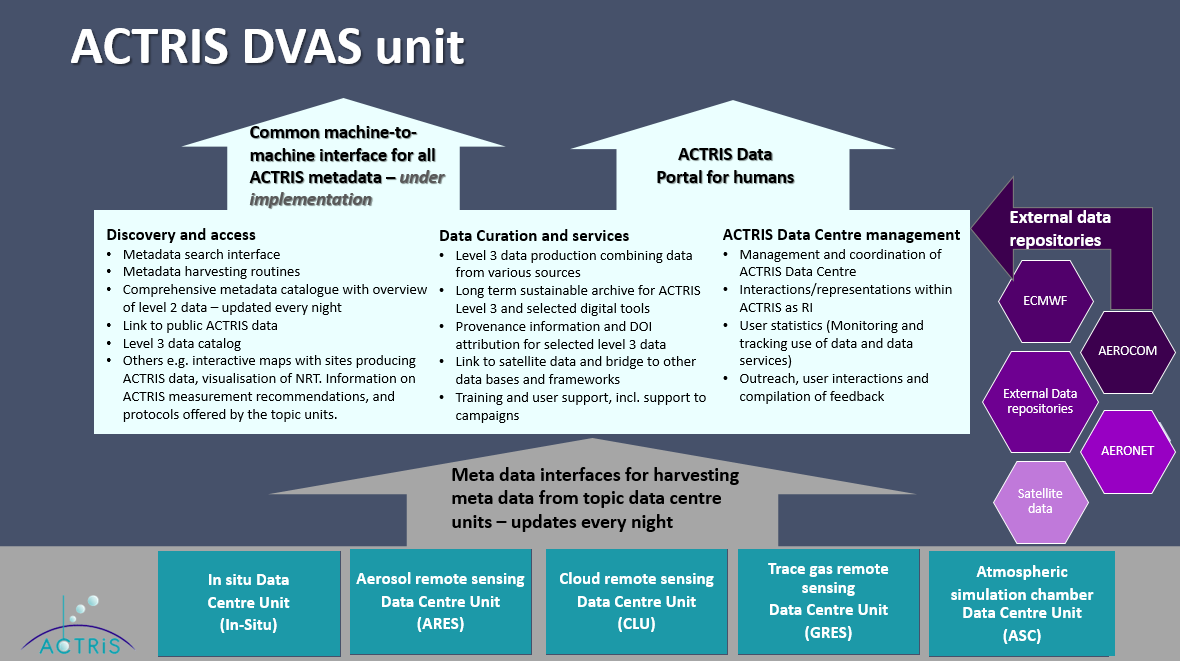 ACTRIS DVAS unit
Common machine-to-
machine interface for all
ACTRIS metadata – under
implementation
ACTRIS Data
Portal for humans
Discovery and access
• Metadata search interface
• Metadata harvesting routines
• Comprehensive metadata catalogue with overview
of level 2 data – updated every night
• Link to public ACTRIS data
• Level 3 data catalog
• Others e.g. interactive maps with sites producing
ACTRIS data, visualisation of NRT. Information on
ACTRIS measurement recommendations, and
protocols offered by the topic units.
Data Curation and services
• Level 3 data production combining data
from various sources
• Long term sustainable archive for ACTRIS
Level 3 and selected digital tools
• Provenance information and DOI
attribution for selected level 3 data
• Link to satellite data and bridge to other
data bases and frameworks
• Training and user support, incl. support to
campaigns
ACTRIS Data Centre management
• Management and coordination of
ACTRIS Data Centre
• Interactions/representations within
ACTRIS as RI
• User statistics (Monitoring and
tracking use of data and data
services)
• Outreach, user interactions and
compilation of feedback
External data
repositories
ECMWF
AEROCOM
External Data
repositories
AERONET
Satellite
data
Meta data interfaces for harvesting
meta data from topic data centre
units – updates every night
In situ Data
Centre Unit
(In-Situ)
Aerosol remote sensing
Data Centre Unit
(ARES)
Cloud remote sensing
Data Centre Unit
(CLU)
Trace gas remote
sensing
Data Centre Unit
(GRES)
Atmospheric
simulation chamber
Data Centre Unit
(ASC)
ACTRiS